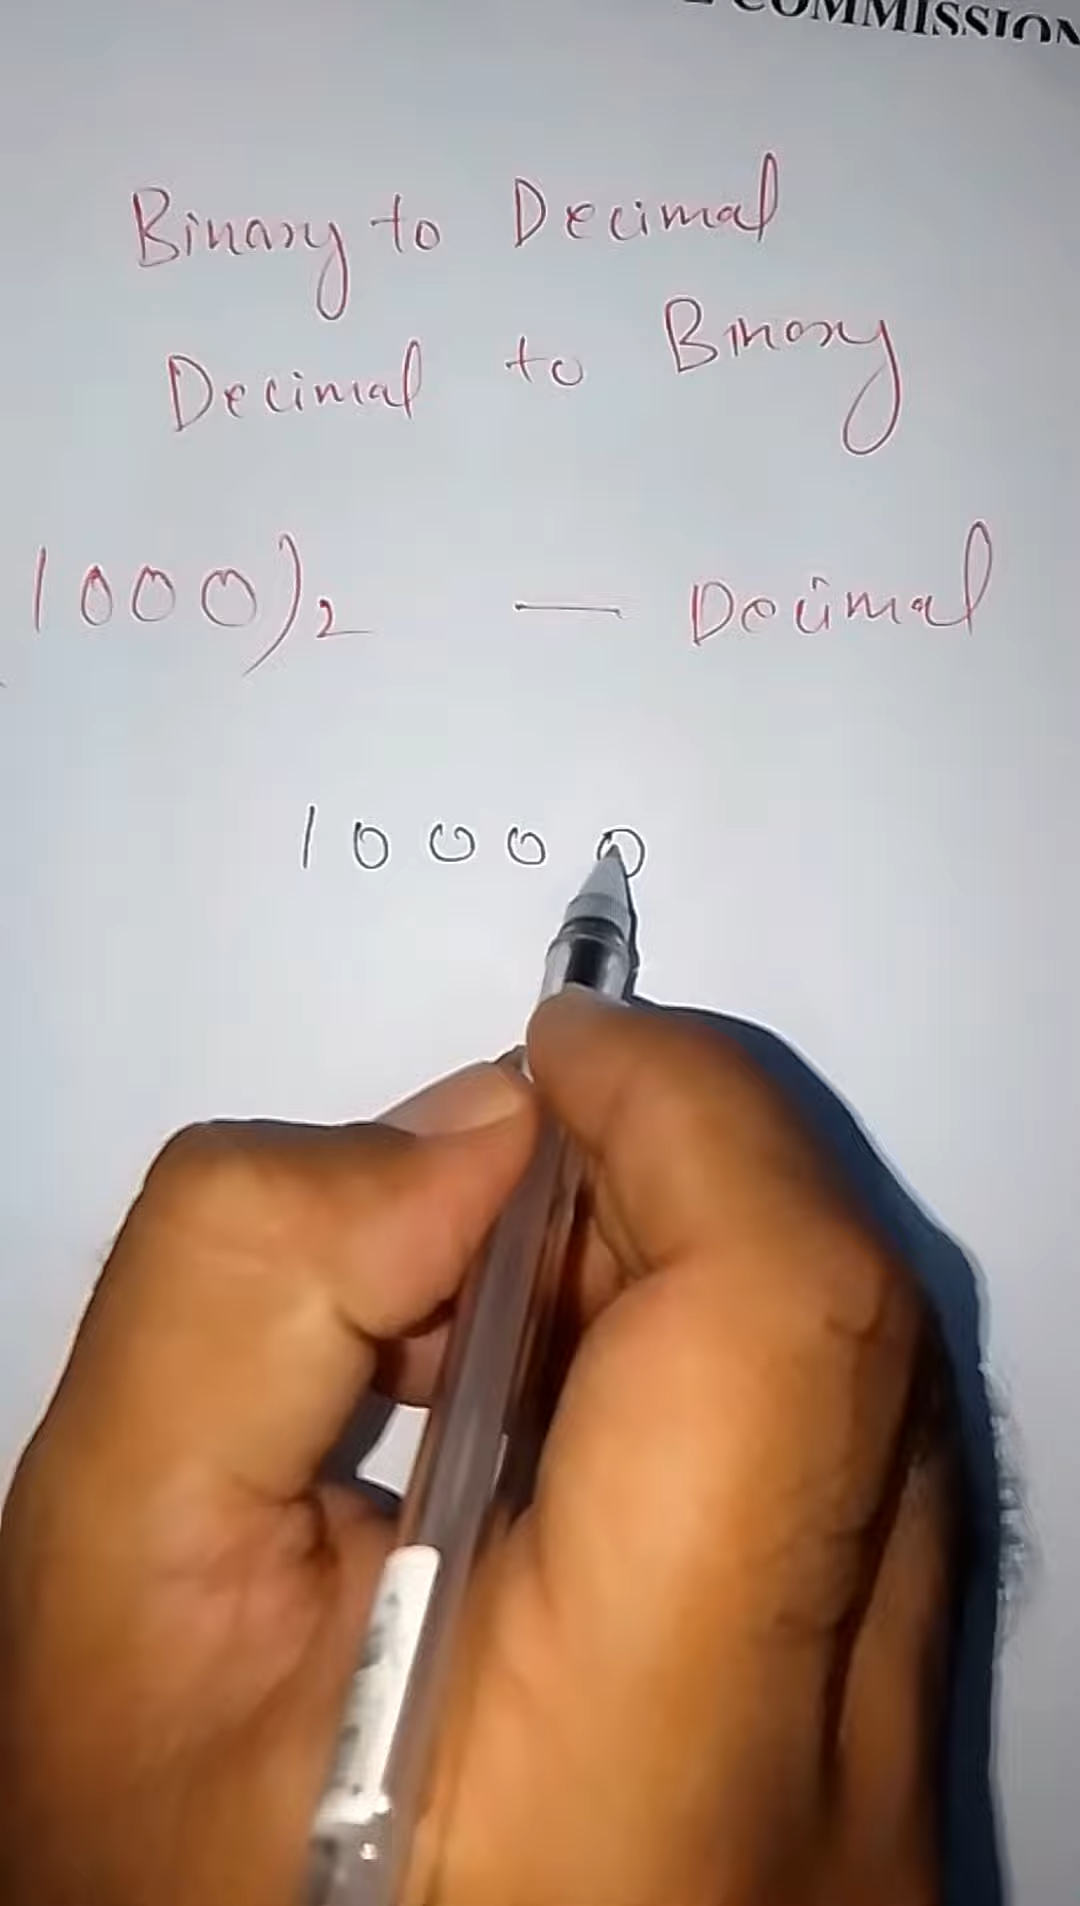 COMMISSION
Binary to Decimal
Decimal to Binary
1000)2 — Decimal
10000